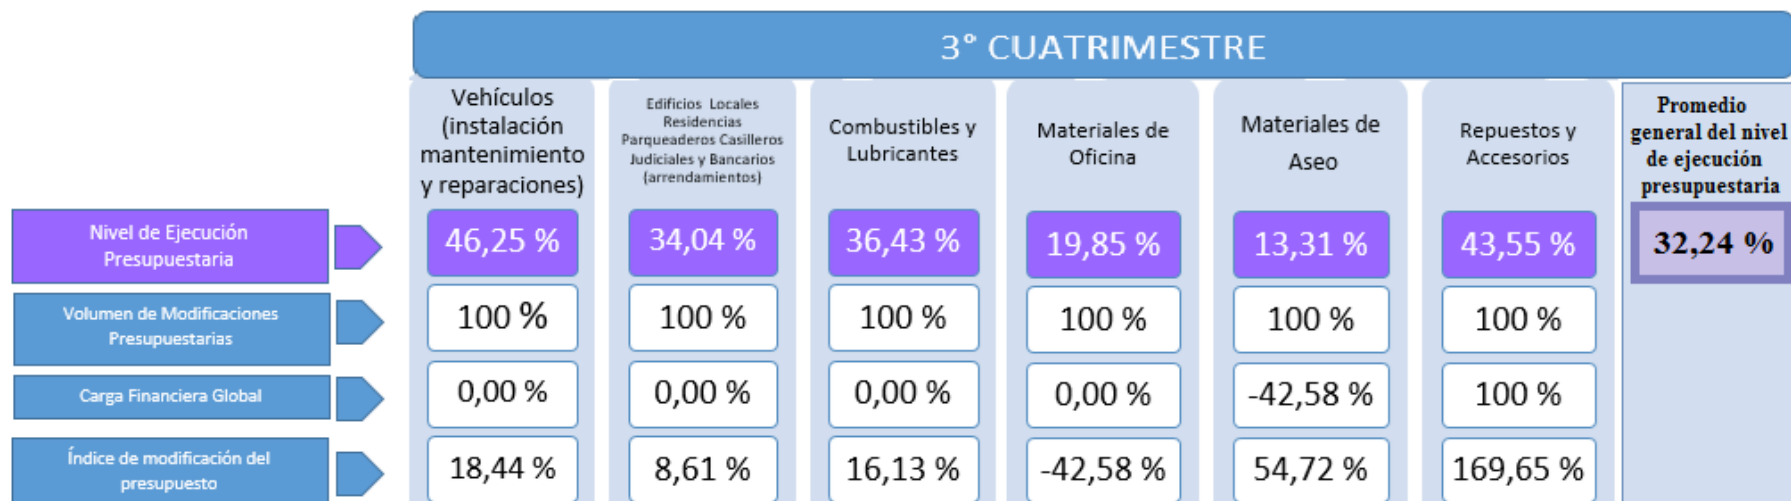 3° CUATRIMESTRE
Vehículos
(instalación
mantenimiento
y reparaciones)
Edificios Locales
Residencias
Parqueaderos Casilleros
Judiciales y Bancarios
(arrendamientos)
Combustibles y
Lubricantes
Materiales de
Oficina
Materiales de
Aseo
Repuestos y
Accesorios
Promedio
general del nivel
de ejecución
presupuestaria
Nivel de Ejecución
Presupuestaria
46,25 %
34,04 %
36,43 %
19,85 %
13,31 %
43,55 %
32,24 %
Volumen de Modificaciones
Presupuestarias
100 %
100 %
100 %
100 %
100 %
100 %
Carga Financiera Global
0,00 %
0,00 %
0,00 %
0,00 %
-42,58 %
100 %
Índice de modificación del
presupuesto
18,44 %
8,61 %
16,13 %
-42,58 %
54,72 %
169,65 %